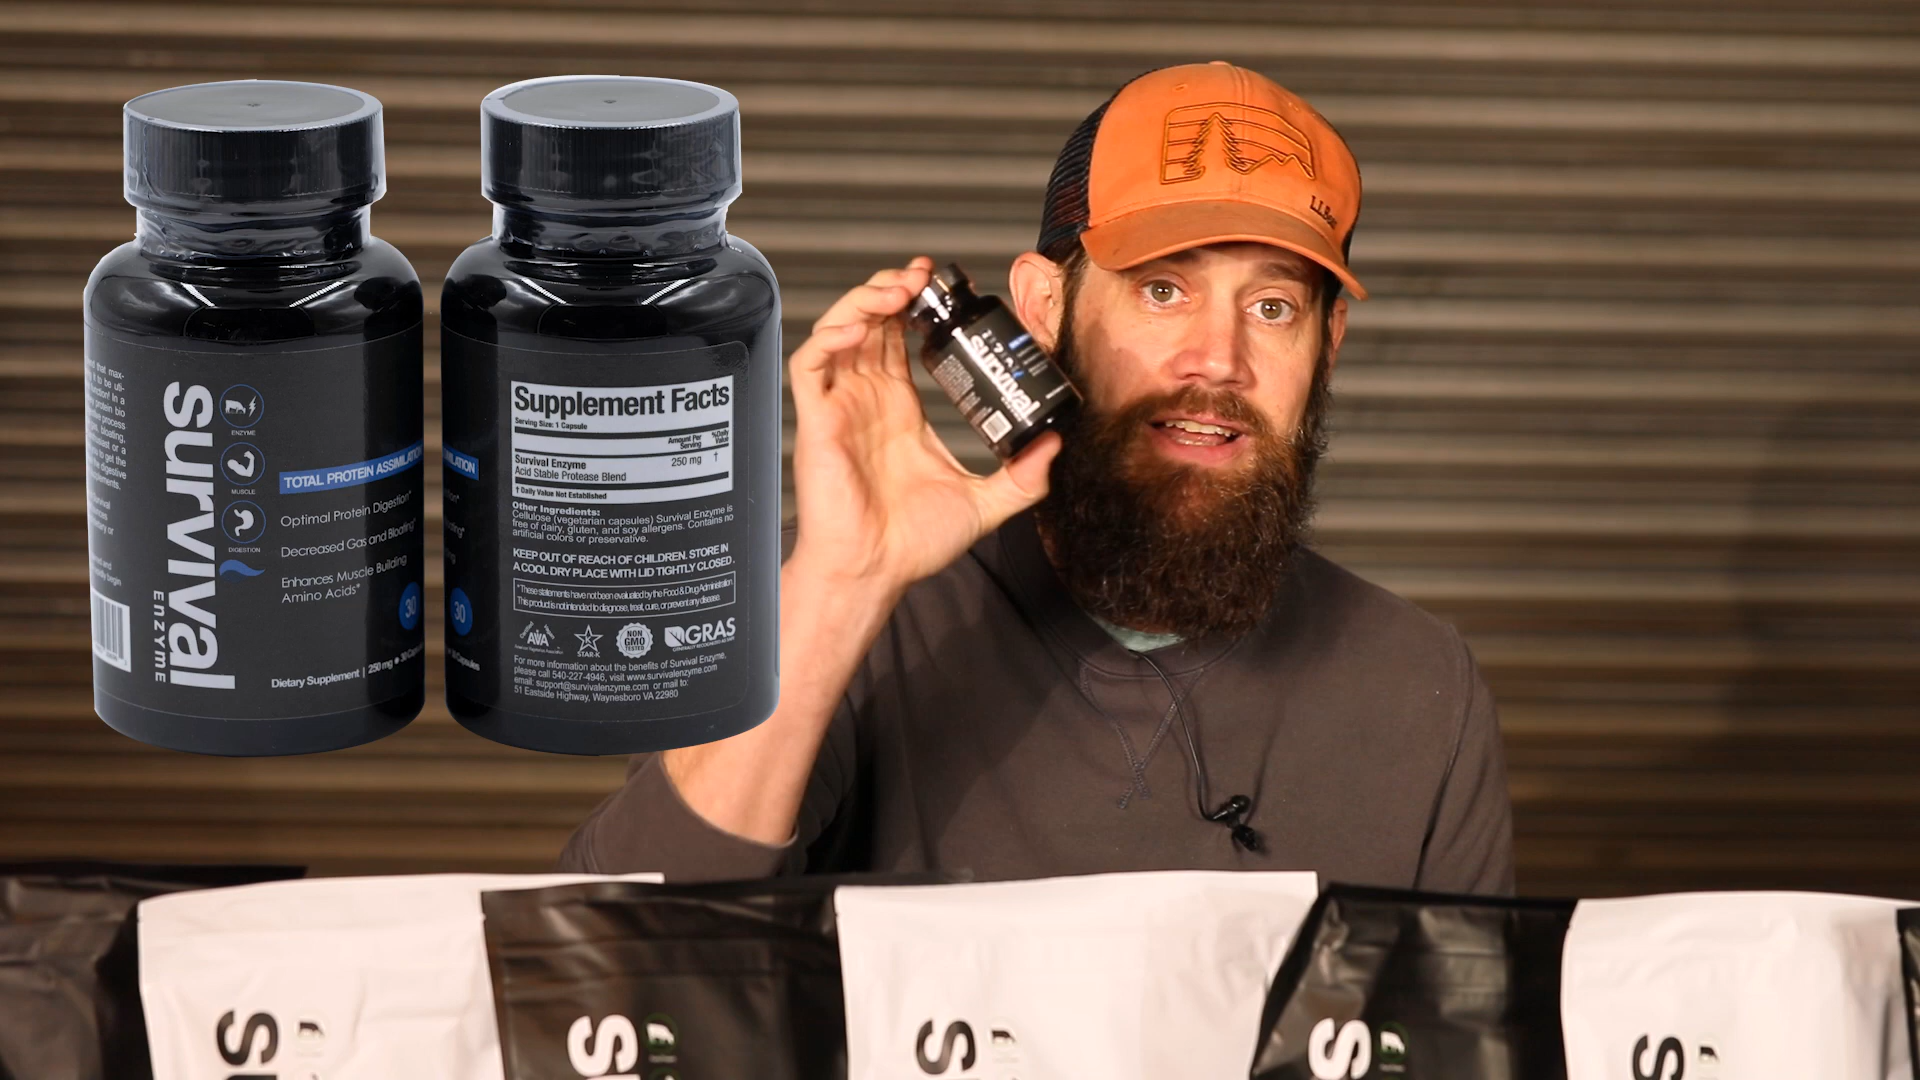 survival
Enzyme
ENZYME
MUSCLE
DIGESTION
TOTAL PROTEIN ASSIMILATION
Optimal Protein Digestion*
Decreased Gas and Bloating*
Enhances Muscle Building
Amino Acids*
30
Dietary Supplement | 250 mg ●
30
Supplement Facts
Serving Size: 1 Capsule
Amount Per
Serving
%Daily
Value
Survival Enzyme
Acid Stable Protease Blend
250 mg †
† Daily Value Not Established
Other Ingredients:
Cellulose (vegetarian capsules) Survival Enzyme is
free of dairy, gluten, and soy allergens. Contains no
artificial colors or preservative.
KEEP OUT OF REACH OF CHILDREN. STORE IN
A COOL DRY PLACE WITH LID TIGHTLY CLOSED.
*These statements have not been evaluated by the Food & Drug Administration.
This product is not intended to diagnose, treat, cure, or prevent any disease.
AVA
STAR-K
NON
GMO
TESTED
GRAS
For more information about the benefits of Survival Enzyme,
please call 540-227-4946, visit www.survivalenzyme.com
email: support@survivalenzyme.com or mail to:
51 Eastside Highway, Waynesboro VA 22980
L.L.Bean
survival